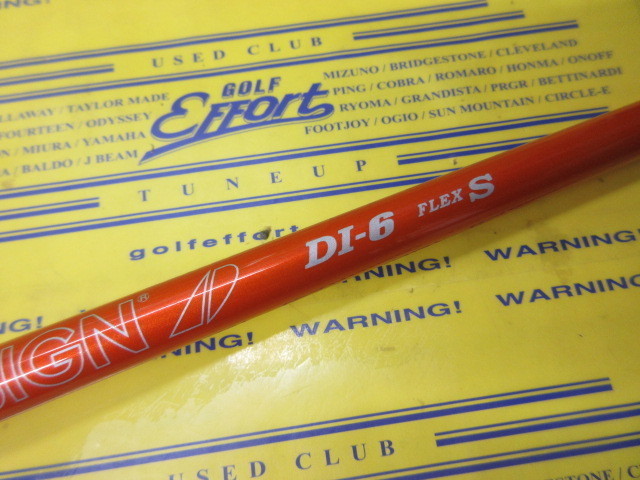 USED CLUB
MIZUNO / BRIDGESTONE / CLEVELAND
PING / COBRA / ROMARO / HONMA / ONOFF
RYOMA / GRANDISTA / PRGR / BETTINARDI
FOOTJOY / OGIO / SUN MOUNTAIN / CIRCLE-E
GOLF
EFFORT
/ TAYLOR MADE
FOURTEEN / ODYSSEY
/ MIURA / YAMAHA
/ BALDO / J BEAM
TUNEUP
golfeffort
DI-6 FLEX S
SIGN® AD
WARNING!
WARNING!
WARNING!
WARNING!
WARNING!
USED CLUB